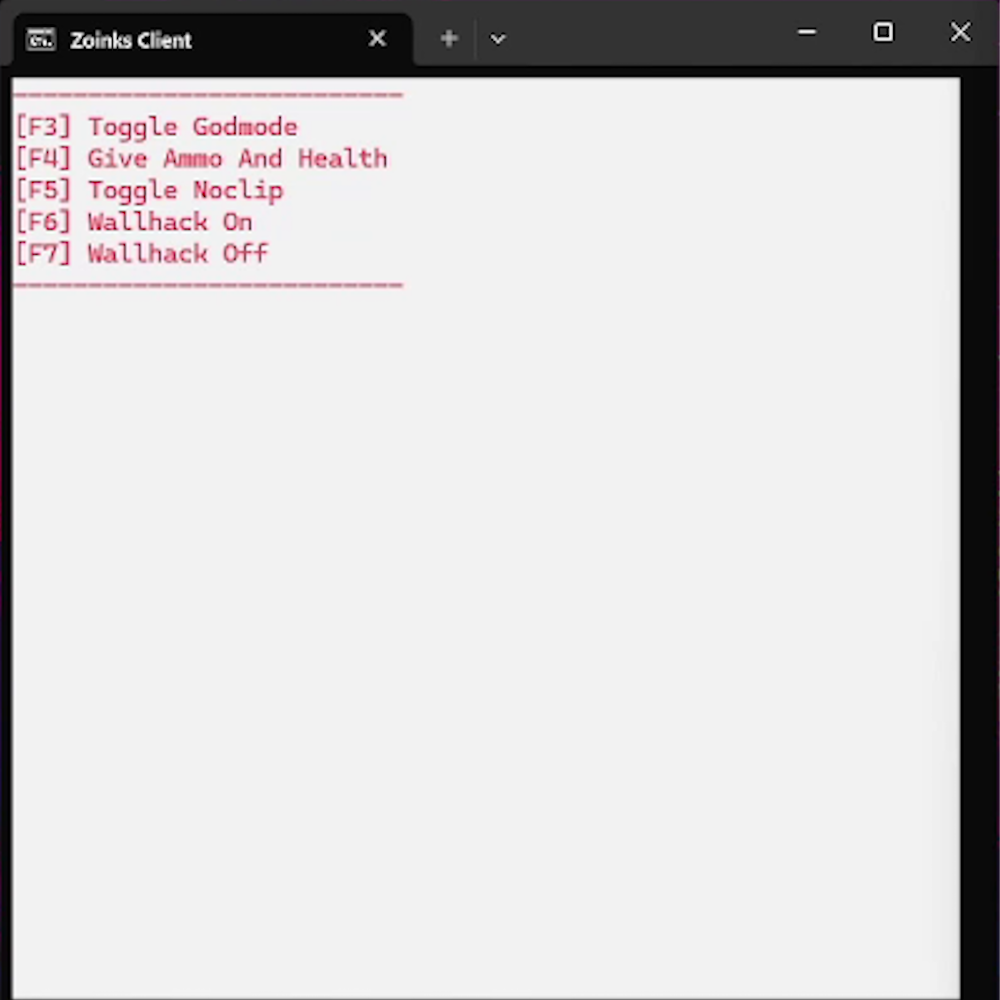 Zoinks Client
--------------------------
[F3] Toggle Godmode
[F4] Give Ammo And Health
[F5] Toggle Noclip
[F6] Wallhack On
[F7] Wallhack Off
--------------------------